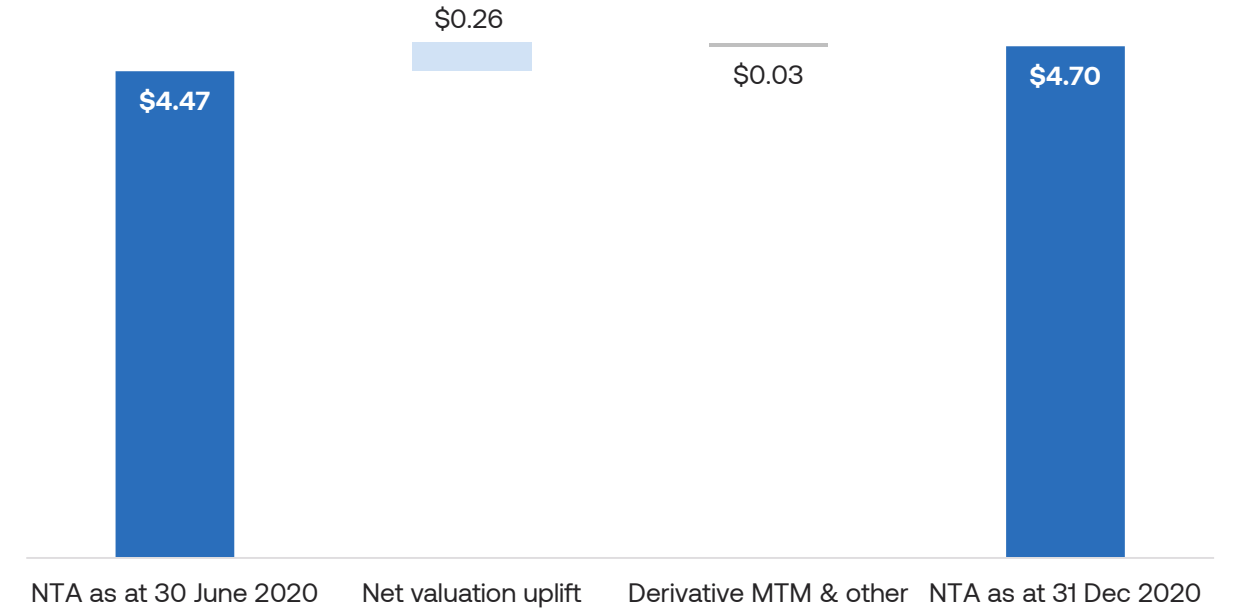 $0.26
$4.47
$0.03
$4.70
NTA as at 30 June 2020
Net valuation uplift
Derivative MTM & other
NTA as at 31 Dec 2020